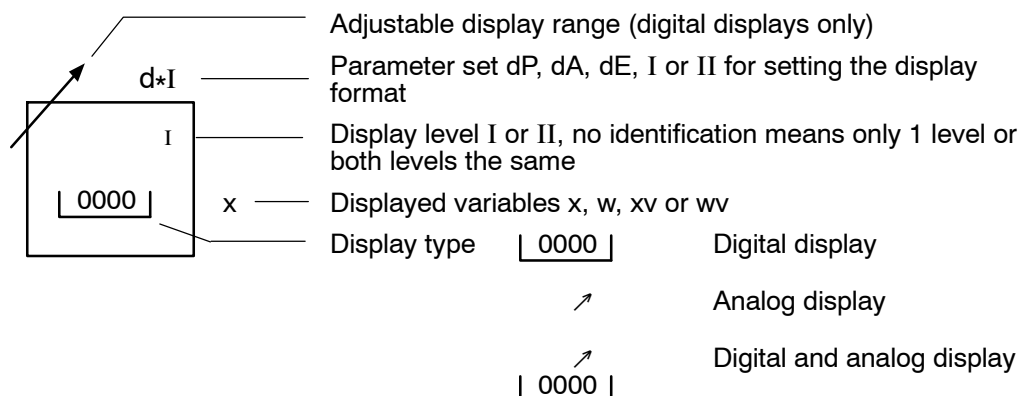 Adjustable display range (digital displays only)
d*I Parameter set dP, dA, dE, I or II for setting the display
format
I Display level I or II, no identification means only 1 level or
both levels the same
0000 x Displayed variables x, w, xv or wv
Display type 0000 Digital display
Analog display
Digital and analog display
0000